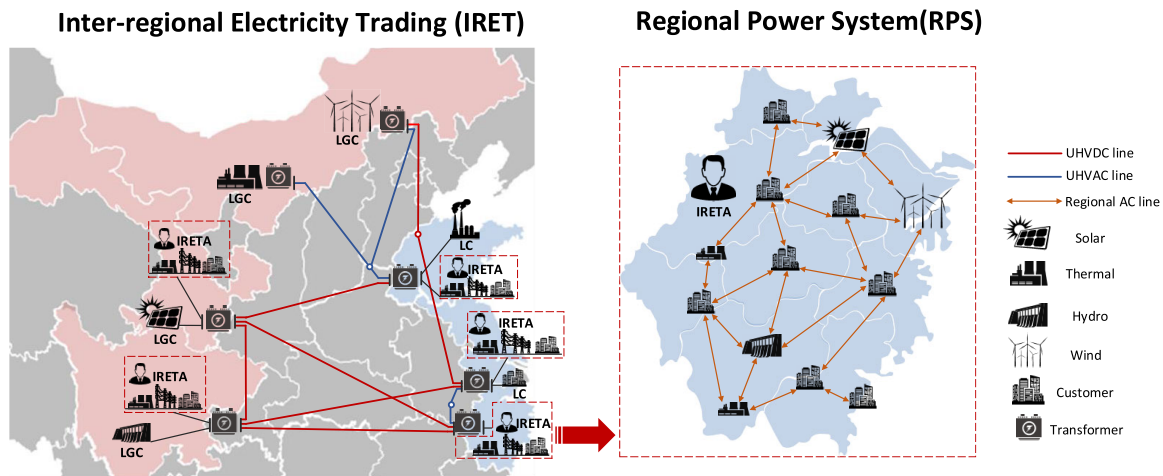 Inter-regional Electricity Trading (IRET)
Regional Power System(RPS)
LGC
LGC
IRETA
LC
IRETA
LGC
IRETA
IRETA
LC
LGC
IRETA
IRETA
UHVDC line
UHVAC line
Regional AC line
Solar
Thermal
Hydro
Wind
Customer
Transformer